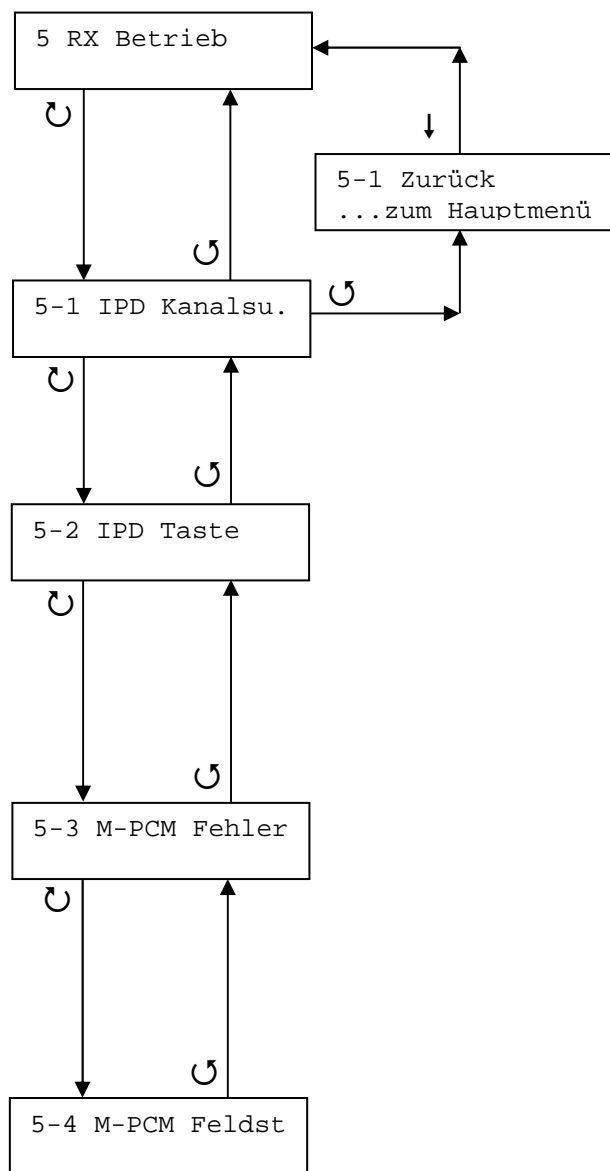 5 RX Betrieb
5-1 Zurück
...zum Hauptmenü
5-1 IPD Kanalsu.
5-2 IPD Taste
5-3 M-PCM Fehler
5-4 M-PCM Feldst